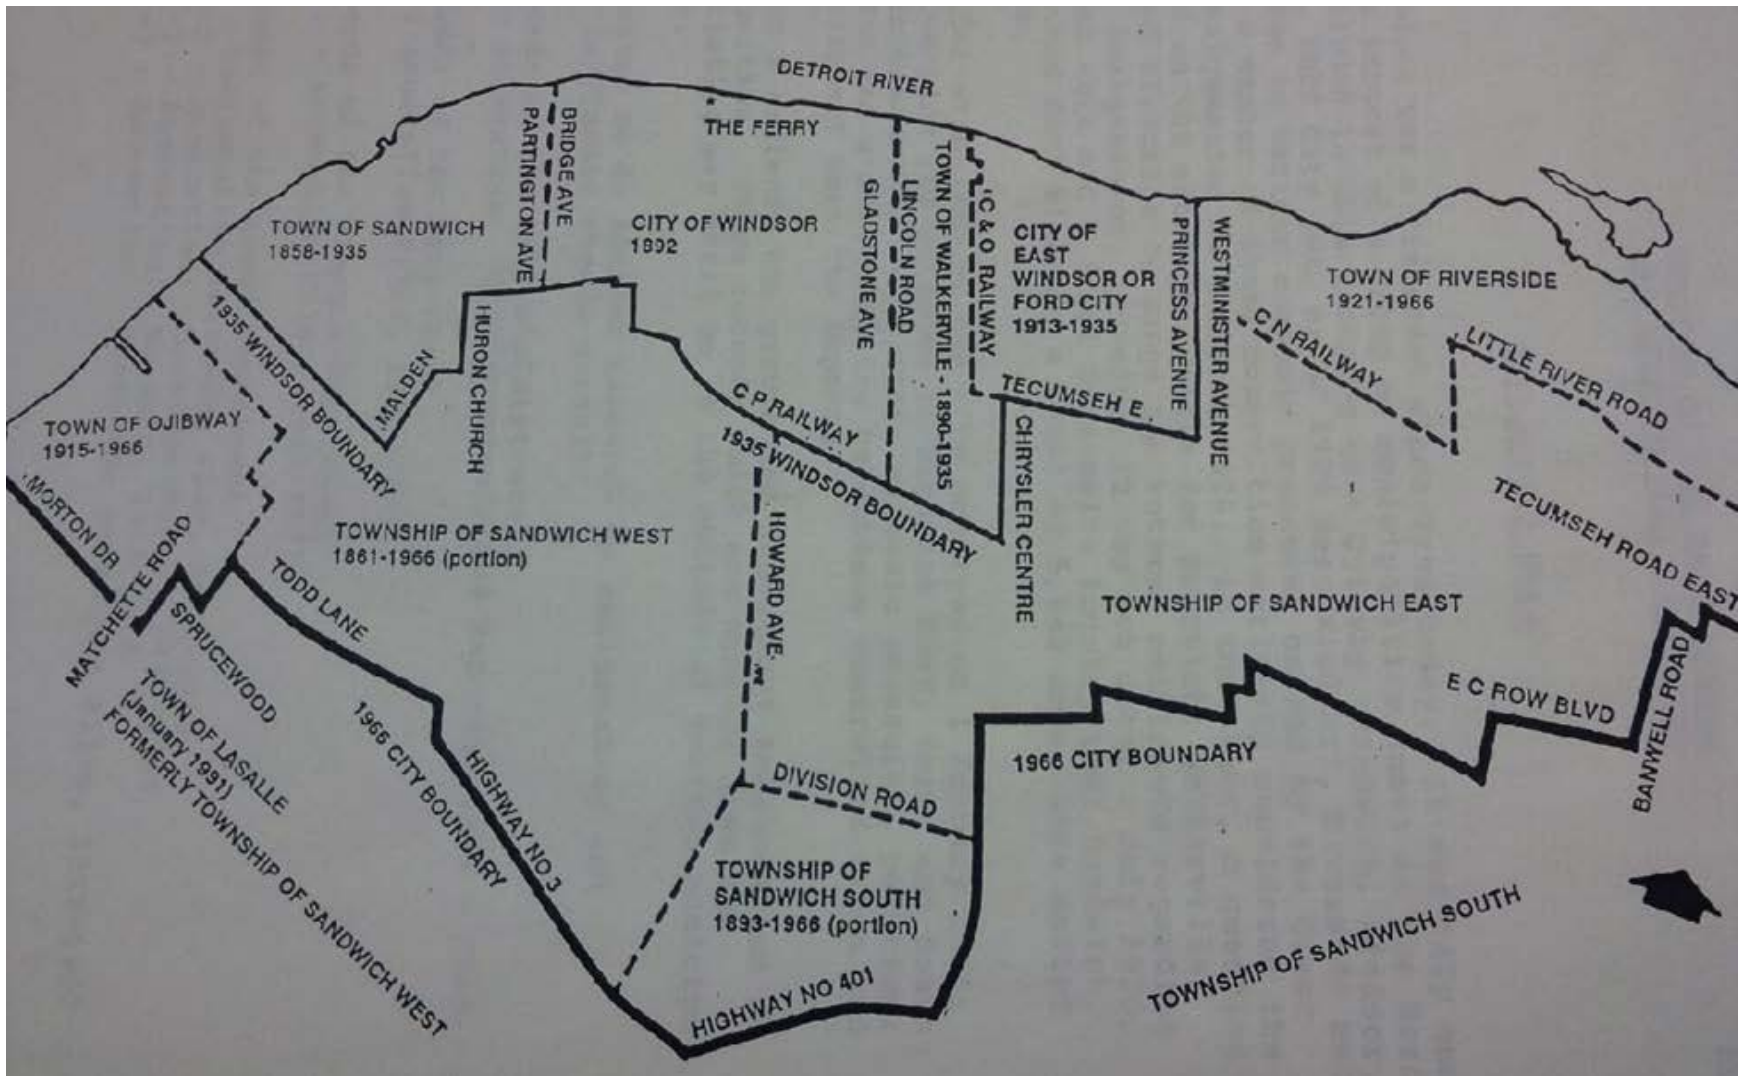 DETROIT RIVER
THE FERRY
BRIDGE AVE
PARTINGTON AVE
TOWN OF SANDWICH
1858-1935
CITY OF WINDSOR
1892
GLADSTONE AVE
LINCOLN ROAD
TOWN OF WALKERVILE - 1890-1935
C & O RAILWAY
CITY OF
EAST
WINDSOR OR
FORD CITY
1913-1935
PRINCESS AVENUE
WESTMINISTER AVENUE
TOWN OF RIVERSIDE
1921-1966
C N RAILWAY
LITTLE RIVER ROAD
1935 WINDSOR BOUNDARY
MALDEN
HURON CHURCH
C P RAILWAY
1935 WINDSOR BOUNDARY
TECUMSEH E.
CHRYSLER CENTRE
TOWN OF OJIBWAY
1915-1966
MORTON DR
MATCHETTE ROAD
SPRUCEWOOD
TODD LANE
TOWNSHIP OF SANDWICH WEST
1861-1966 (portion)
HOWARD AVE.
TOWNSHIP OF SANDWICH EAST
TECUMSEH ROAD EAST
E C ROW BLVD
BANWELL ROAD
TOWN OF LASALLE
(January 1991)
FORMERLY TOWNSHIP OF SANDWICH WEST
1966 CITY BOUNDARY
HIGHWAY NO 3
DIVISION ROAD
1966 CITY BOUNDARY
TOWNSHIP OF
SANDWICH SOUTH
1893-1966 (portion)
HIGHWAY NO 401
TOWNSHIP OF SANDWICH SOUTH